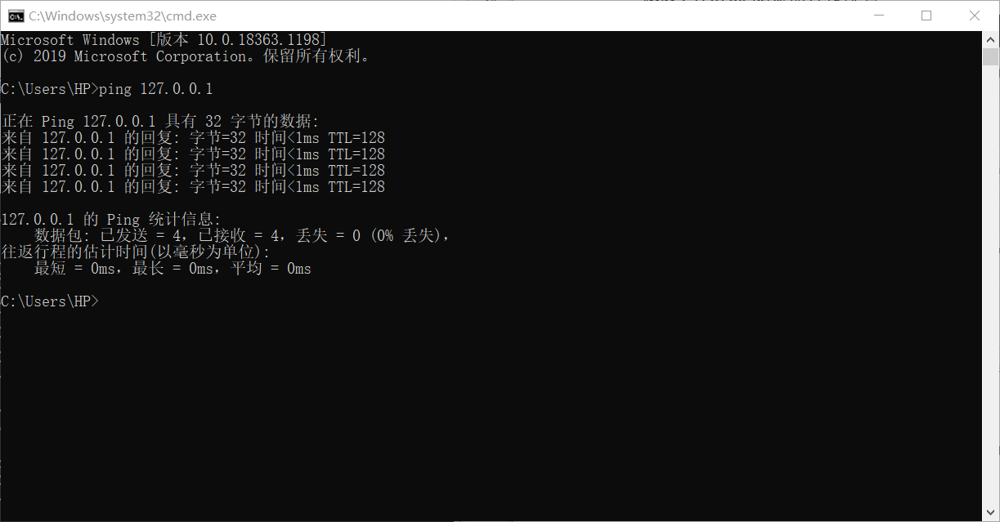 C:\Windows\system32\cmd.exe
Microsoft Windows [版本 10.0.18363.1198]
(c) 2019 Microsoft Corporation。保留所有权利。
C:\Users\HP>ping 127.0.0.1
正在 Ping 127.0.0.1 具有 32 字节的数据:
来自 127.0.0.1 的回复: 字节=32 时间<1ms TTL=128
来自 127.0.0.1 的回复: 字节=32 时间<1ms TTL=128
来自 127.0.0.1 的回复: 字节=32 时间<1ms TTL=128
来自 127.0.0.1 的回复: 字节=32 时间<1ms TTL=128
127.0.0.1 的 Ping 统计信息:
数据包: 已发送 = 4，已接收 = 4，丢失 = 0 (0% 丢失)，
往返行程的估计时间(以毫秒为单位):
最短 = 0ms，最长 = 0ms，平均 = 0ms
C:\Users\HP>